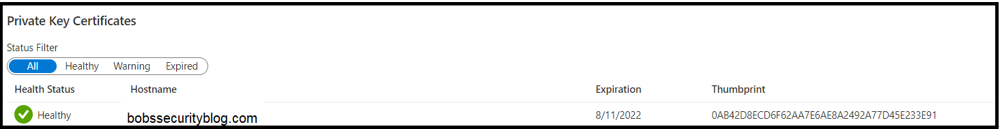 Private Key Certificates
Status Filter
All Healthy Warning Expired
Health Status Hostname Expiration Thumbprint
Healthy bobssecurityblog.com 8/11/2022 0AB42D8ECD6F62AA7E6AE8A2492A77D45E233E91